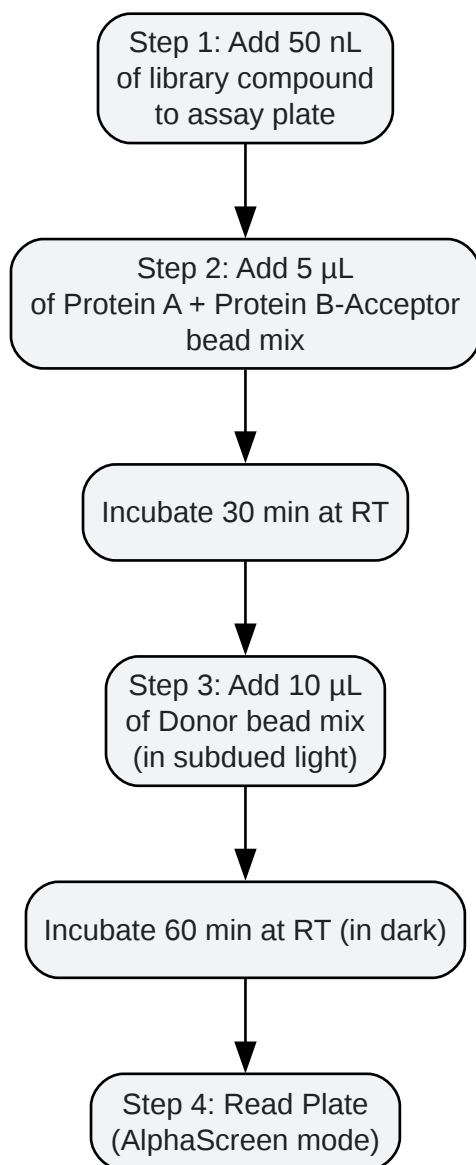 Step 1: Add 50 nL
of library compound
to assay plate
Step 2: Add 5 µL
of Protein A + Protein B-Acceptor
bead mix
Incubate 30 min at RT
Step 3: Add 10 µL
of Donor bead mix
(in subdued light)
Incubate 60 min at RT (in dark)
Step 4: Read Plate
(AlphaScreen mode)